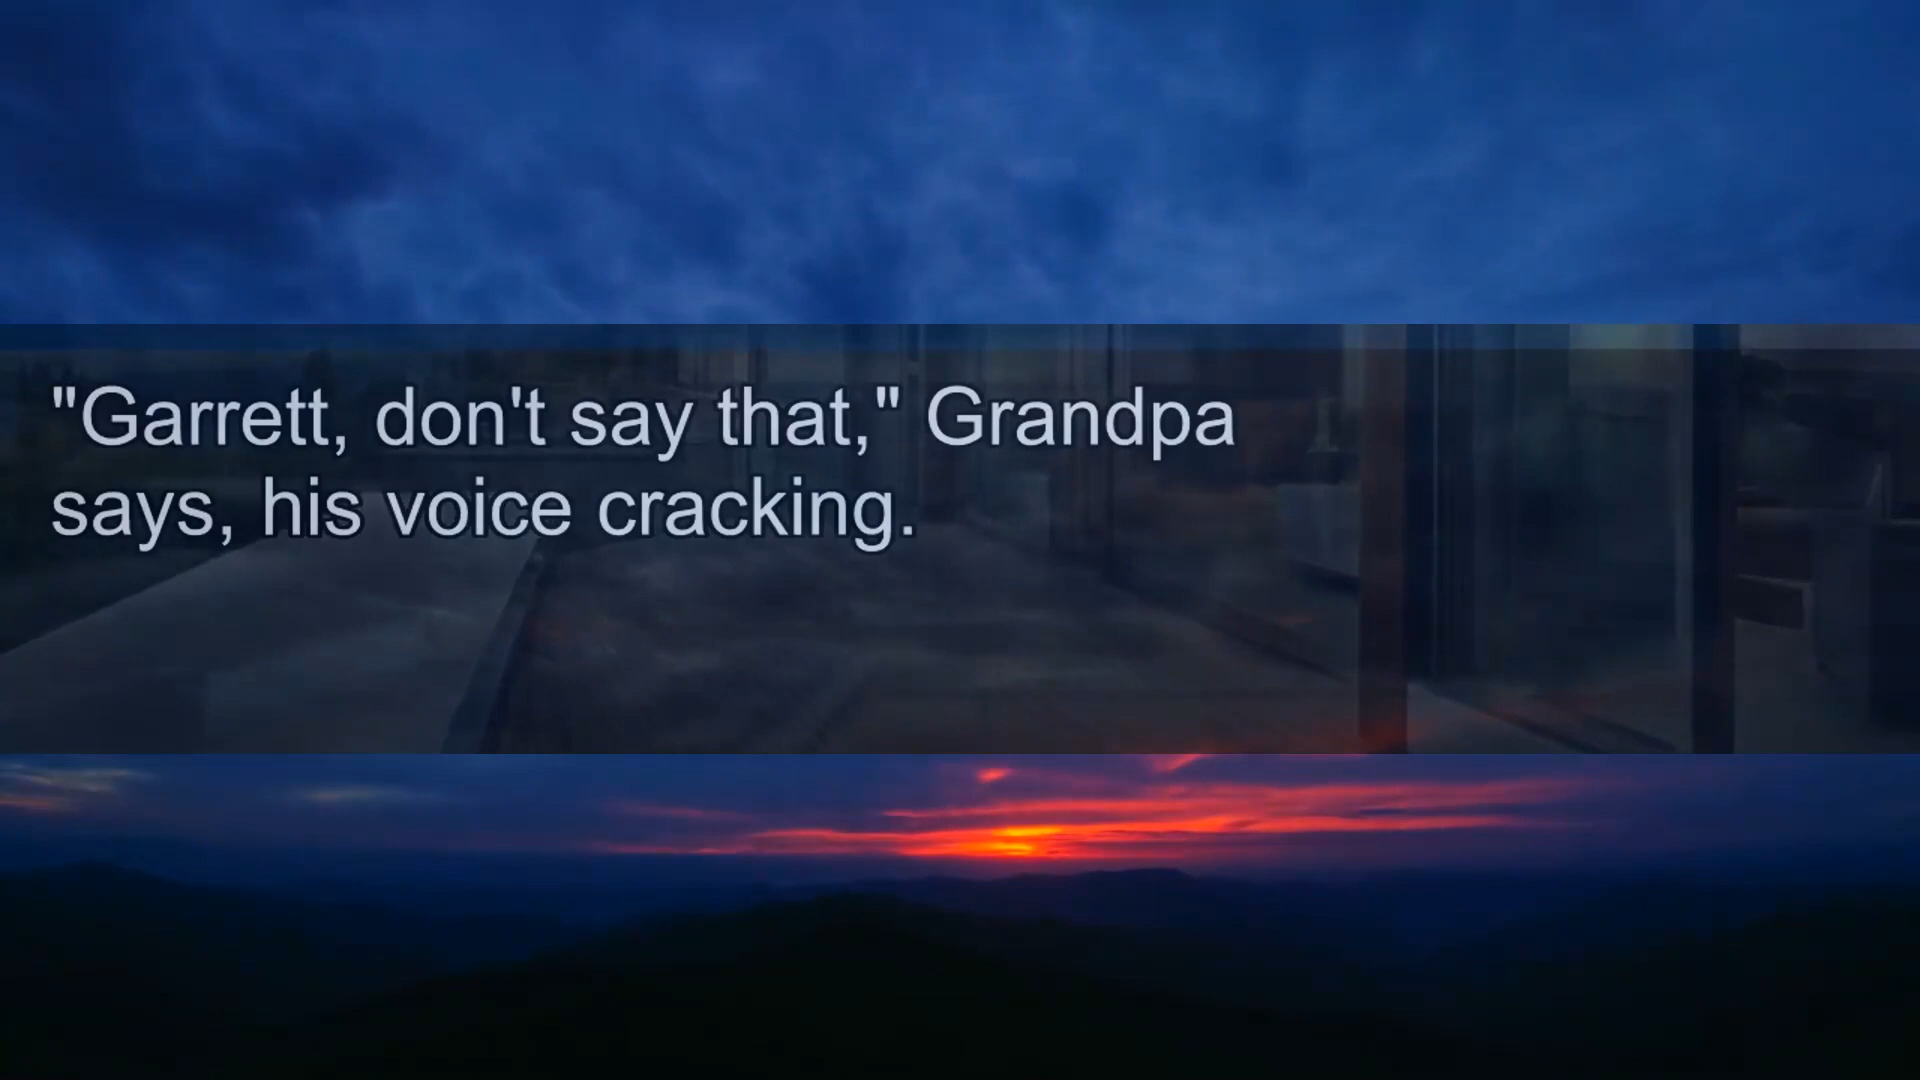 "Garrett, don't say that," Grandpa
says, his voice cracking.